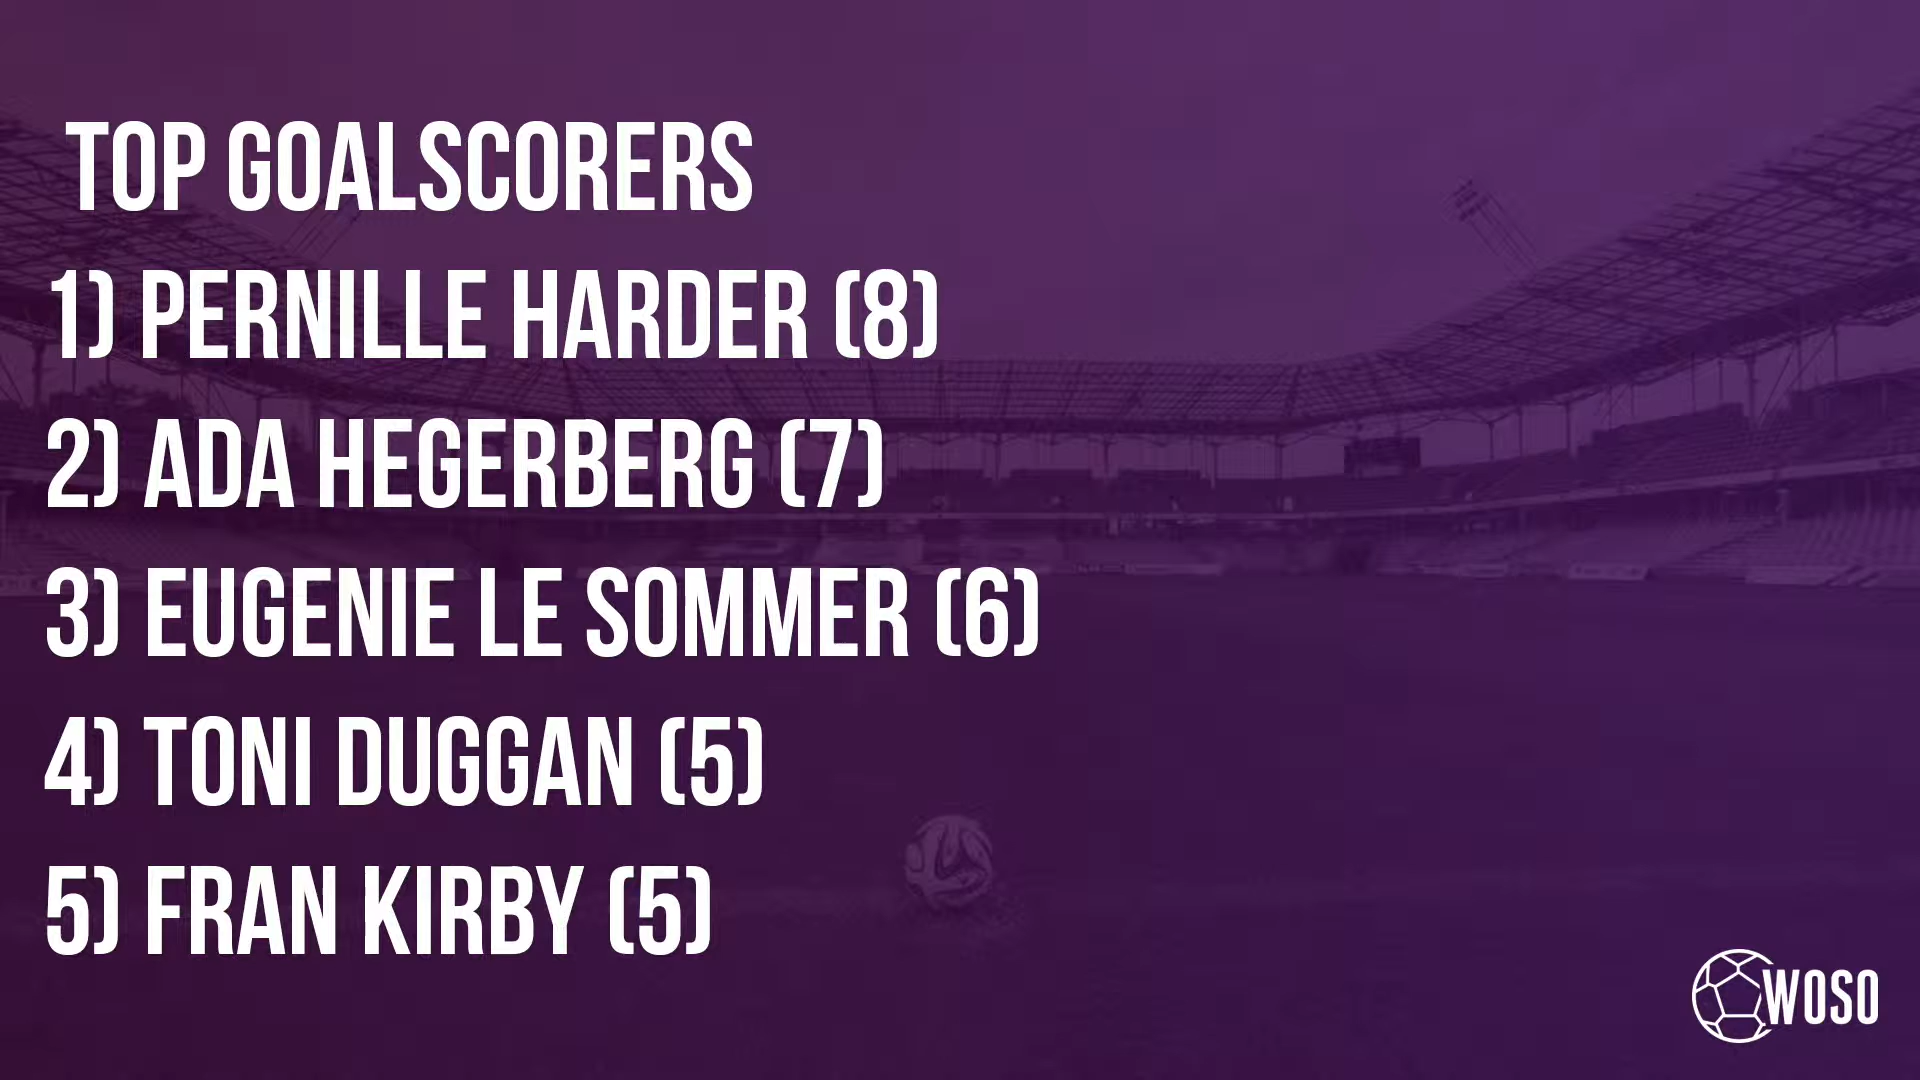 TOP GOALSCORERS
1) PERNILLE HARDER (8)
2) ADA HEGERBERG (7)
3) EUGENIE LE SOMMER (6)
4) TONI DUGGAN (5)
5) FRAN KIRBY (5)
WOSO